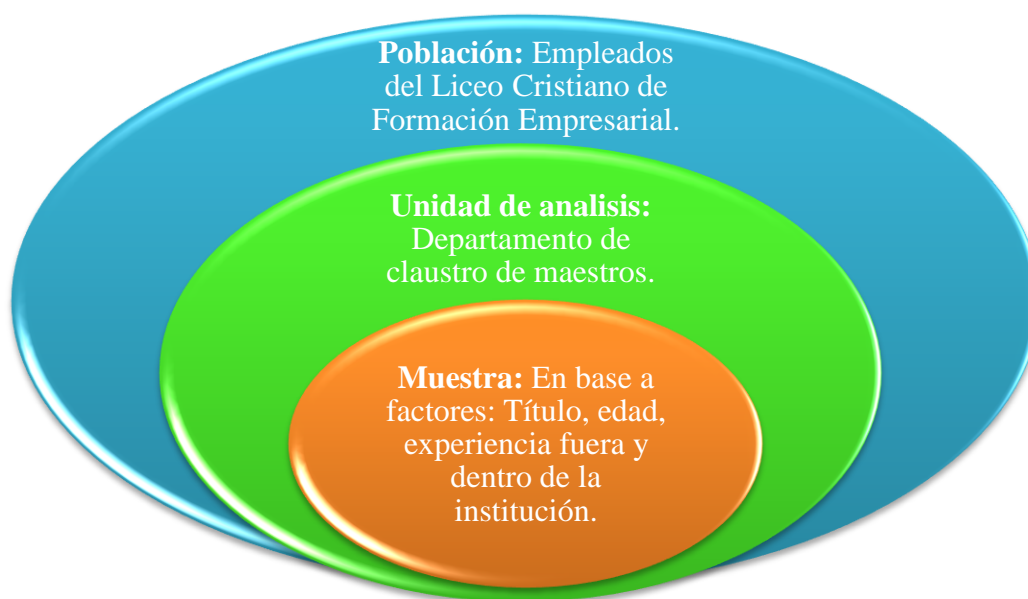 Población: Empleados
del Liceo Cristiano de
Formación Empresarial.
Unidad de analisis:
Departamento de
claustro de maestros.
Muestra: En base a
factores: Título, edad,
experiencia fuera y
dentro de la
institución.